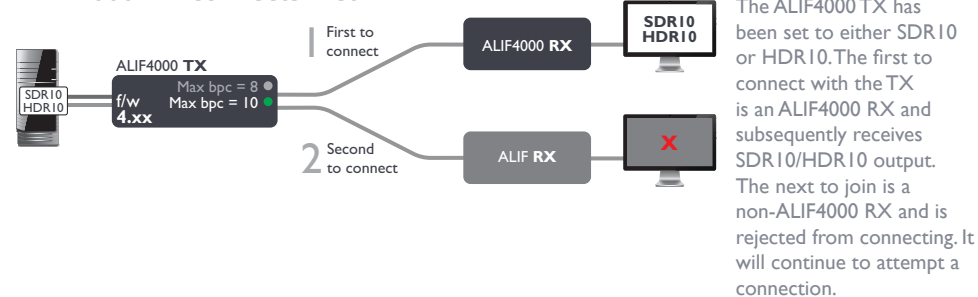 SDR10
HDR10
ALIF4000 TX
f/w
4.xx
Max bpc = 8
Max bpc = 10
1 First to
connect
ALIF4000 RX
SDR10
HDR10
2 Second
to connect
ALIF RX
X
The ALIF4000 TX has
been set to either SDR10
or HDR10. The first to
connect with the TX
is an ALIF4000 RX and
subsequently receives
SDR10/HDR10 output.
The next to join is a
non-ALIF4000 RX and is
rejected from connecting. It
will continue to attempt a
connection.